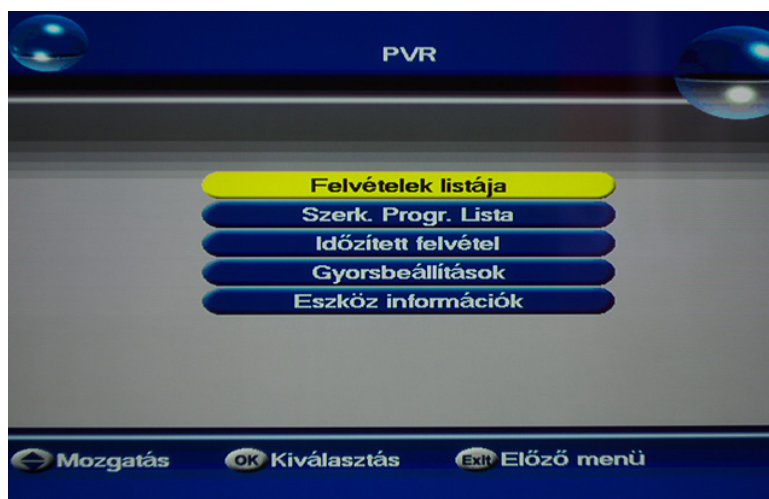 PVR
Felvételek listája
Szerk. Progr. Lista
Időzített felvétel
Gyorsbeállítások
Eszköz információk
Mozgatás OK Kiválasztás Exit Előző menü